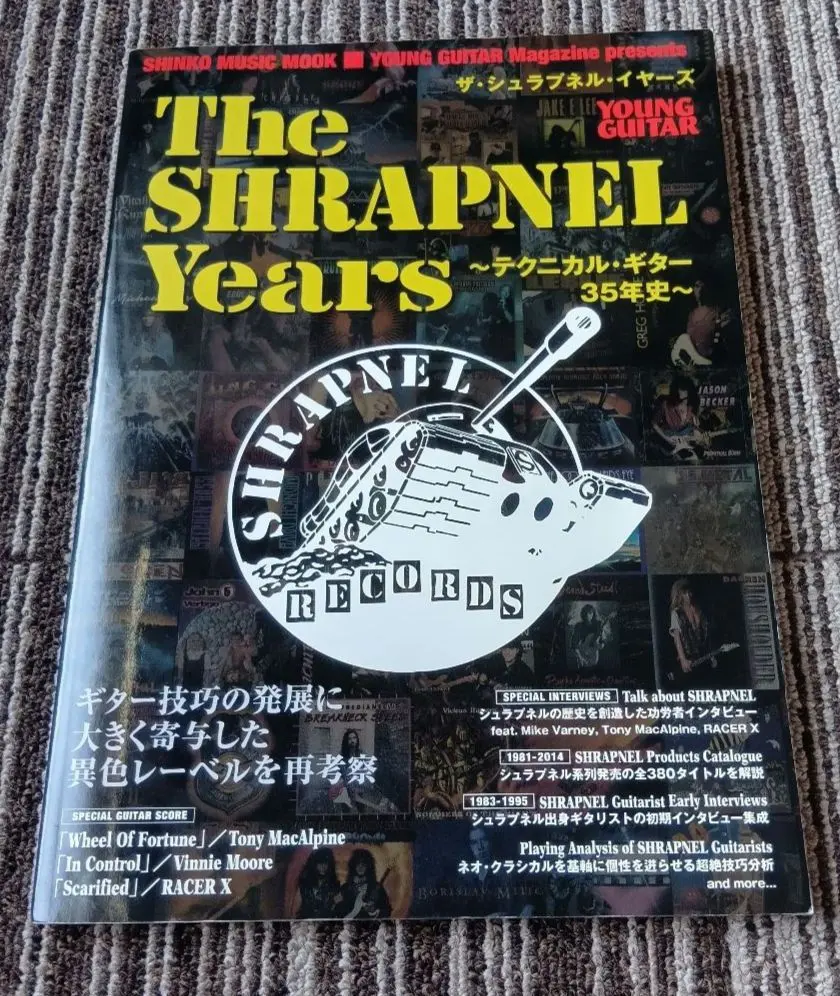 SHINKO MUSIC MOOK ■ YOUNG GUITAR Magazine presents
ザ・シュラプネル・イヤーズ
YOUNG
GUITAR
The
SHRAPNEL
Years
〜テクニカル・ギター
35年史〜
JAKE E LEE
GREG H
JASON
BECKER
PERPETUAL BURN
SHRAPNEL
S
RECORDS
John 5
Vertigo
BREAKNECK SPEED
ギター技巧の発展に
大きく寄与した
異色レーベルを再考察
SPECIAL GUITAR SCORE
「Wheel Of Fortune」／Tony MacAlpine
「In Control」／Vinnie Moore
「Scarified」／RACER X
SPECIAL INTERVIEWS Talk about SHRAPNEL
シュラプネルの歴史を創造した功労者インタビュー
feat. Mike Varney, Tony MacAlpine, RACER X
1981-2014 SHRAPNEL Products Catalogue
シュラプネル系列発売の全380タイトルを解説
1983-1995 SHRAPNEL Guitarist Early Interviews
シュラプネル出身ギタリストの初期インタビュー集成
Playing Analysis of SHRAPNEL Guitarists
ネオ・クラシカルを基軸に個性を迸らせる超絶技巧分析
and more...